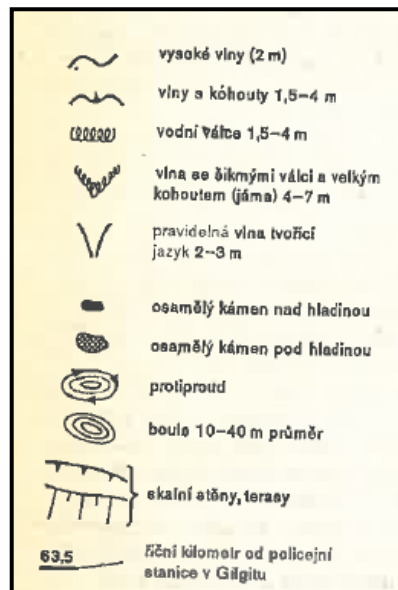 vysoké vlny (2 m)
vlny s kohouty 1,5–4 m
vodní válce 1,5–4 m
vlna se šikmými válci a velkým
kohoutem (jáma) 4–7 m
pravidelná vlna tvořící
jazyk 2–3 m
osamělý kámen nad hladinou
osamělý kámen pod hladinou
protiproud
boule 10–40 m průměr
skalní stěny, terasy
63,5 říční kilometr od policejní
stanice v Gilgitu